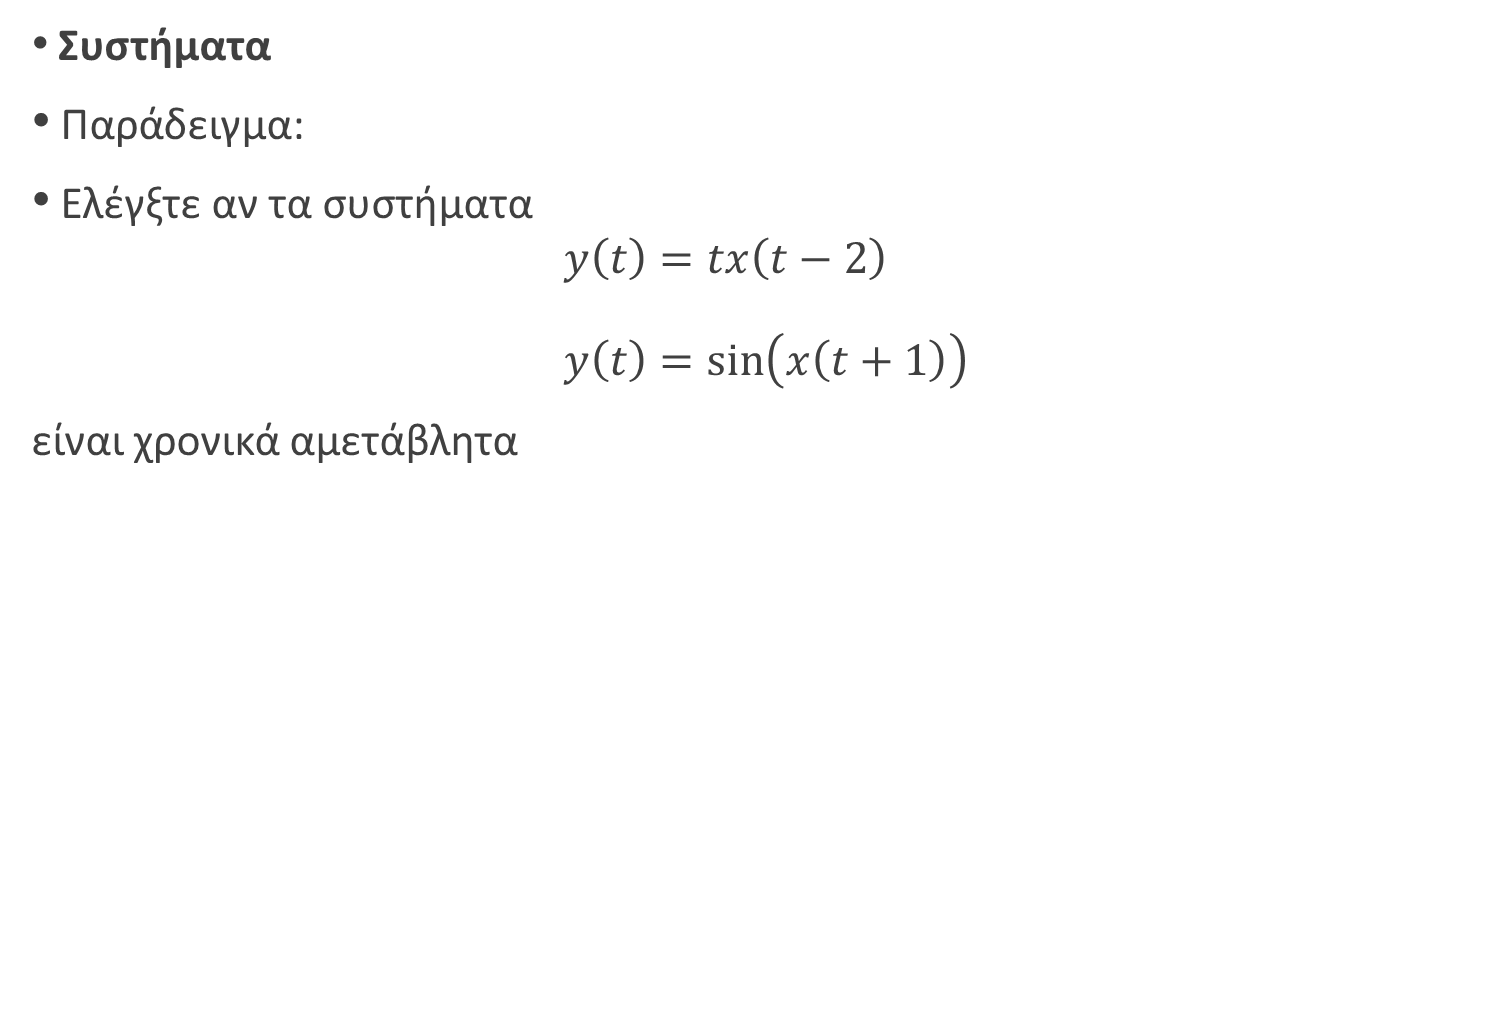 • Συστήματα
• Παράδειγμα:
• Ελέγξτε αν τα συστήματα
y(t) = tx(t − 2)
y(t) = sin(x(t + 1))
είναι χρονικά αμετάβλητα